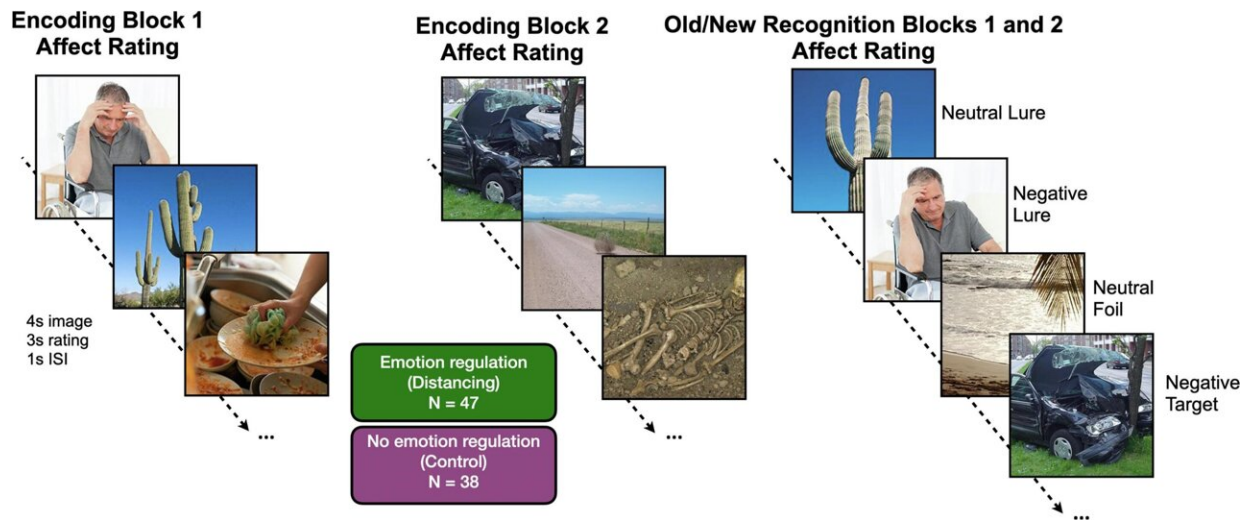 Encoding Block 1
Affect Rating
Encoding Block 2
Affect Rating
Old/New Recognition Blocks 1 and 2
Affect Rating
Neutral Lure
Negative
Lure
Neutral
Foil
Negative
Target
4s image
3s rating
1s ISI
Emotion regulation
(Distancing)
N = 47
No emotion regulation
(Control)
N = 38
...
...
...